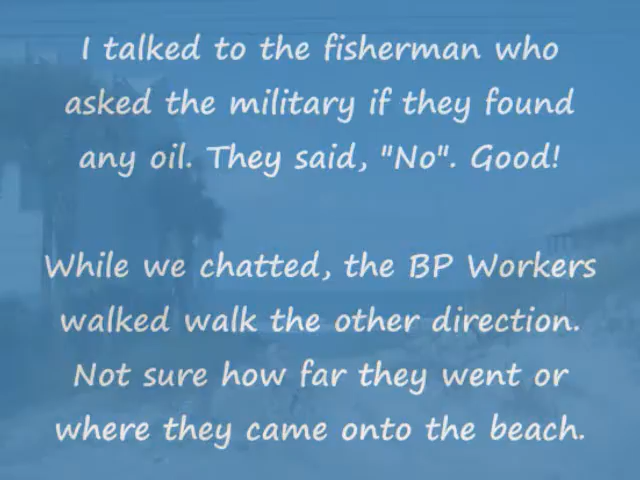 I talked to the fisherman who
asked the military if they found
any oil. They said, "No". Good!
While we chatted, the BP Workers
walked walk the other direction.
Not sure how far they went or
where they came onto the beach.